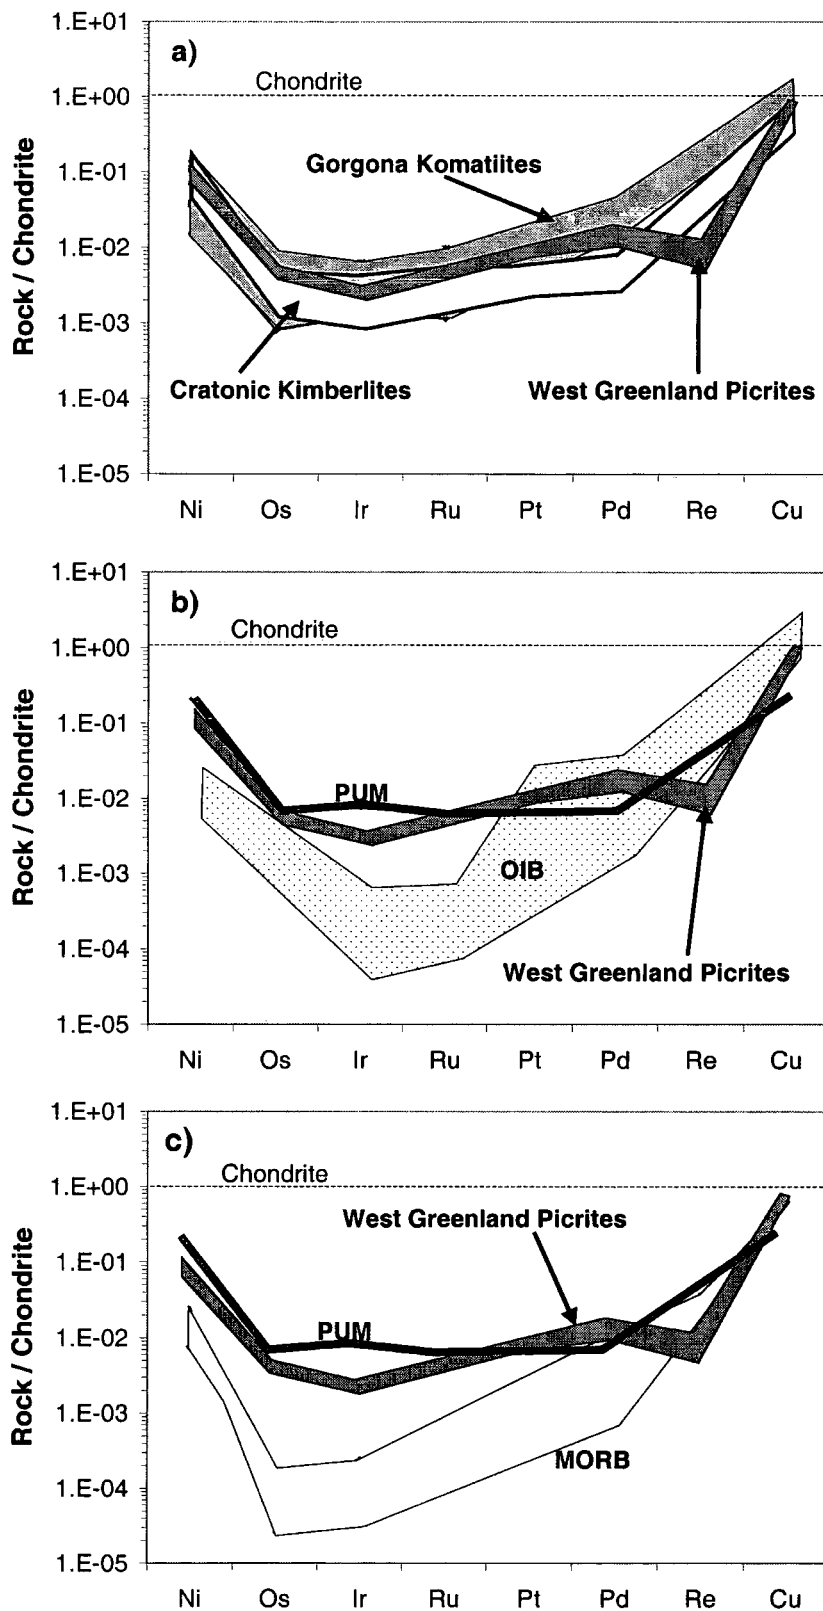 1.E+01
a)
Chondrite
1.E+00
1.E-01
Gorgona Komatiites
1.E-02
1.E-03
Cratonic Kimberlites
West Greenland Picrites
1.E-04
1.E-05
Rock / Chondrite
Ni Os Ir Ru Pt Pd Re Cu
1.E+01
b)
Chondrite
1.E+00
1.E-01
PUM
1.E-02
OIB
1.E-03
1.E-04
West Greenland Picrites
1.E-05
Rock / Chondrite
Ni Os Ir Ru Pt Pd Re Cu
1.E+01
c)
Chondrite
1.E+00
West Greenland Picrites
1.E-01
PUM
1.E-02
1.E-03
MORB
1.E-04
1.E-05
Rock / Chondrite
Ni Os Ir Ru Pt Pd Re Cu